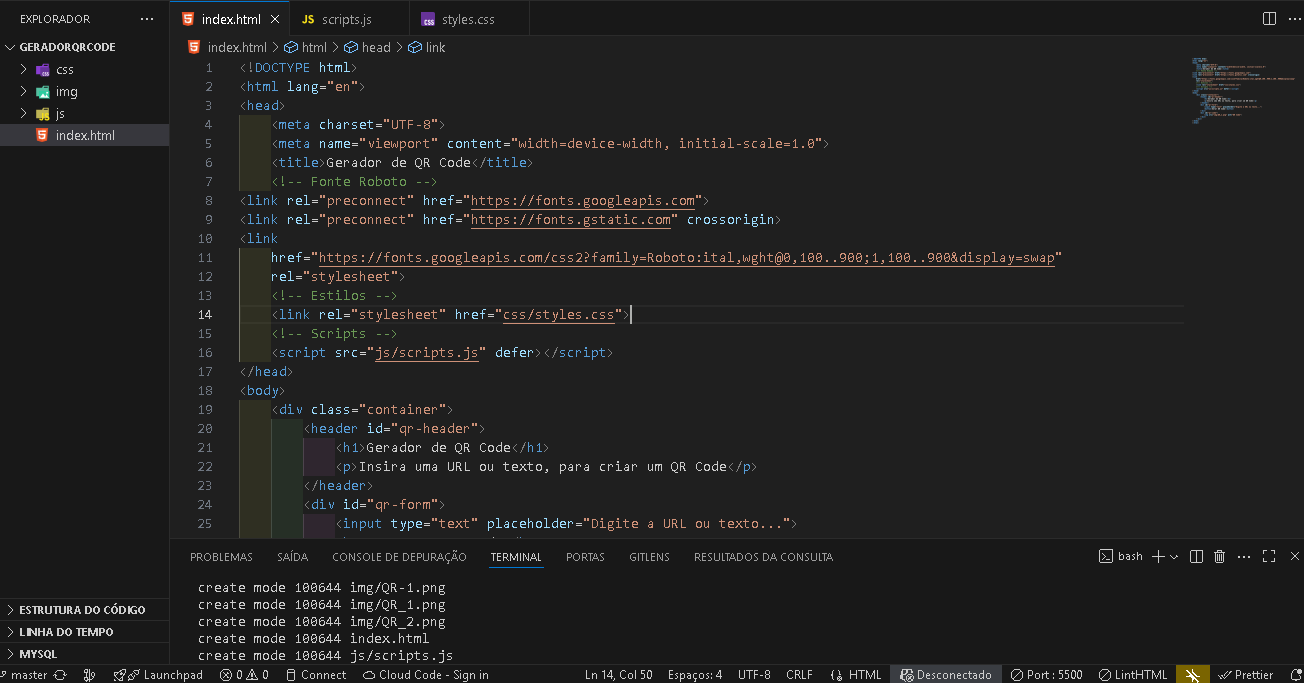 EXPLORADOR ...
GERADORQRCODE
css
img
js
index.html
ESTRUTURA DO CÓDIGO
LINHA DO TEMPO
MYSQL
index.html
JS scripts.js
styles.css
index.html > html > head > link
1 <!DOCTYPE html>
2 <html lang="en">
3 <head>
4 <meta charset="UTF-8">
5 <meta name="viewport" content="width=device-width, initial-scale=1.0">
6 <title>Gerador de QR Code</title>
7 <!-- Fonte Roboto -->
8 <link rel="preconnect" href="https://fonts.googleapis.com">
9 <link rel="preconnect" href="https://fonts.gstatic.com" crossorigin>
10 <link
11 href="https://fonts.googleapis.com/css2?family=Roboto:ital,wght@0,100..900;1,100..900&display=swap"
12 rel="stylesheet">
13 <!-- Estilos -->
14 <link rel="stylesheet" href="css/styles.css">
15 <!-- Scripts -->
16 <script src="js/scripts.js" defer></script>
17 </head>
18 <body>
19 <div class="container">
20 <header id="qr-header">
21 <h1>Gerador de QR Code</h1>
22 <p>Insira uma URL ou texto, para criar um QR Code</p>
23 </header>
24 <div id="qr-form">
25 <input type="text" placeholder="Digite a URL ou texto...">
PROBLEMAS SAÍDA CONSOLE DE DEPURAÇÃO TERMINAL PORTAS GITLENS RESULTADOS DA CONSULTA
bash
create mode 100644 img/QR-1.png
create mode 100644 img/QR_1.png
create mode 100644 img/QR_2.png
create mode 100644 index.html
create mode 100644 js/scripts.js
master Launchpad 0 0 Connect Cloud Code - Sign in Ln 14, Col 50 Espaços: 4 UTF-8 CRLF HTML Desconectado Port : 5500 LintHTML Prettier